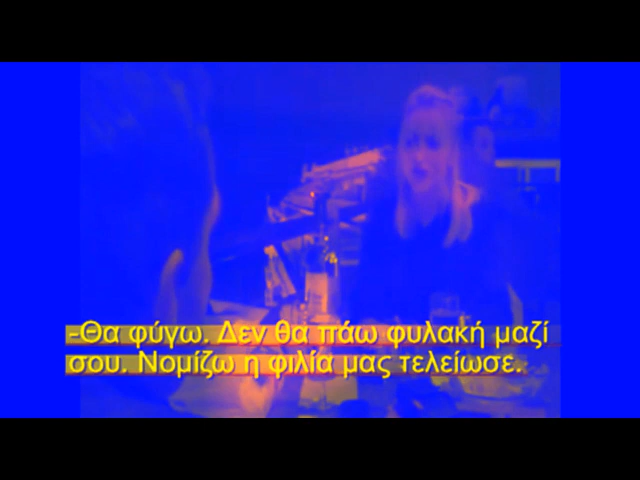 -Θα φύγω. Δεν θα πάω φυλακή μαζί
σου. Νομίζω η φιλία μας τελείωσε.